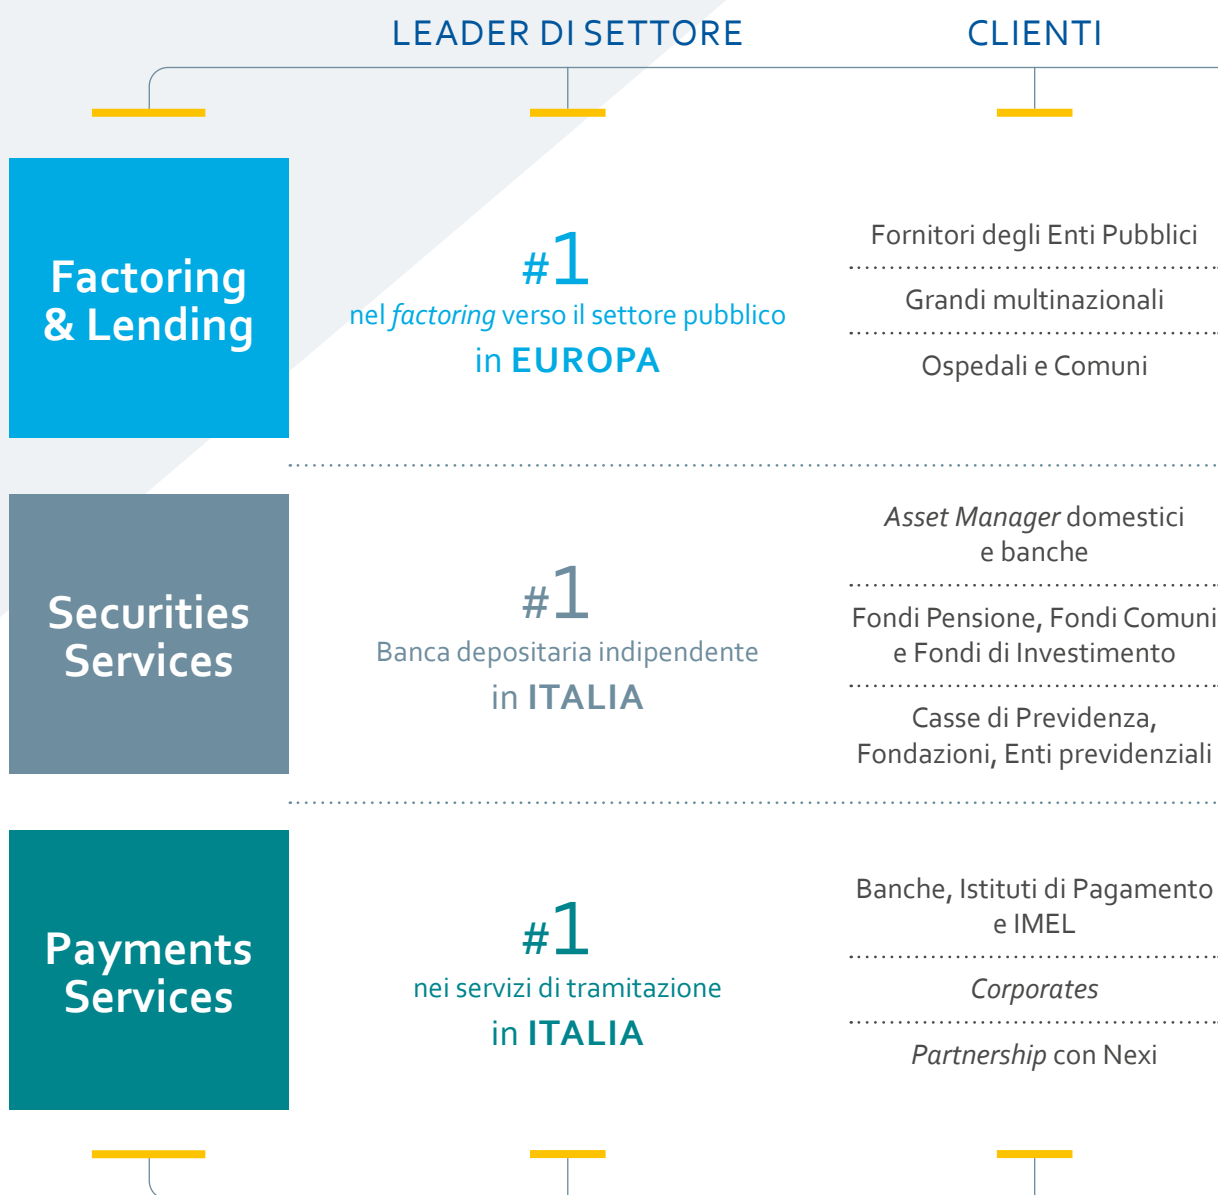 LEADER DI SETTORE
CLIENTI
Factoring
& Lending
#1
nel factoring verso il settore pubblico
in EUROPA
Fornitori degli Enti Pubblici
Grandi multinazionali
Ospedali e Comuni
Securities
Services
#1
Banca depositaria indipendente
in ITALIA
Asset Manager domestici
e banche
Fondi Pensione, Fondi Comuni
e Fondi di Investimento
Casse di Previdenza,
Fondazioni, Enti previdenziali
Payments
Services
#1
nei servizi di tramitazione
in ITALIA
Banche, Istituti di Pagamento
e IMEL
Corporates
Partnership con Nexi